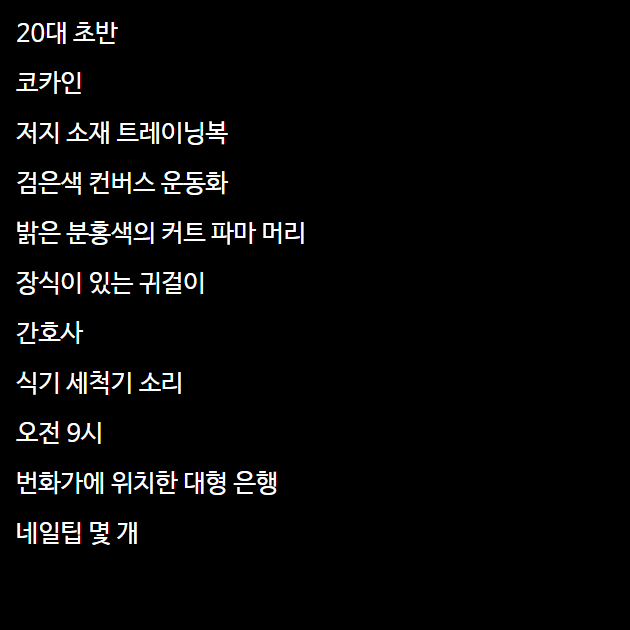 20대 초반
코카인
저지 소재 트레이닝복
검은색 컨버스 운동화
밝은 분홍색의 커트 파마 머리
장식이 있는 귀걸이
간호사
식기 세척기 소리
오전 9시
번화가에 위치한 대형 은행
네일팁 몇 개